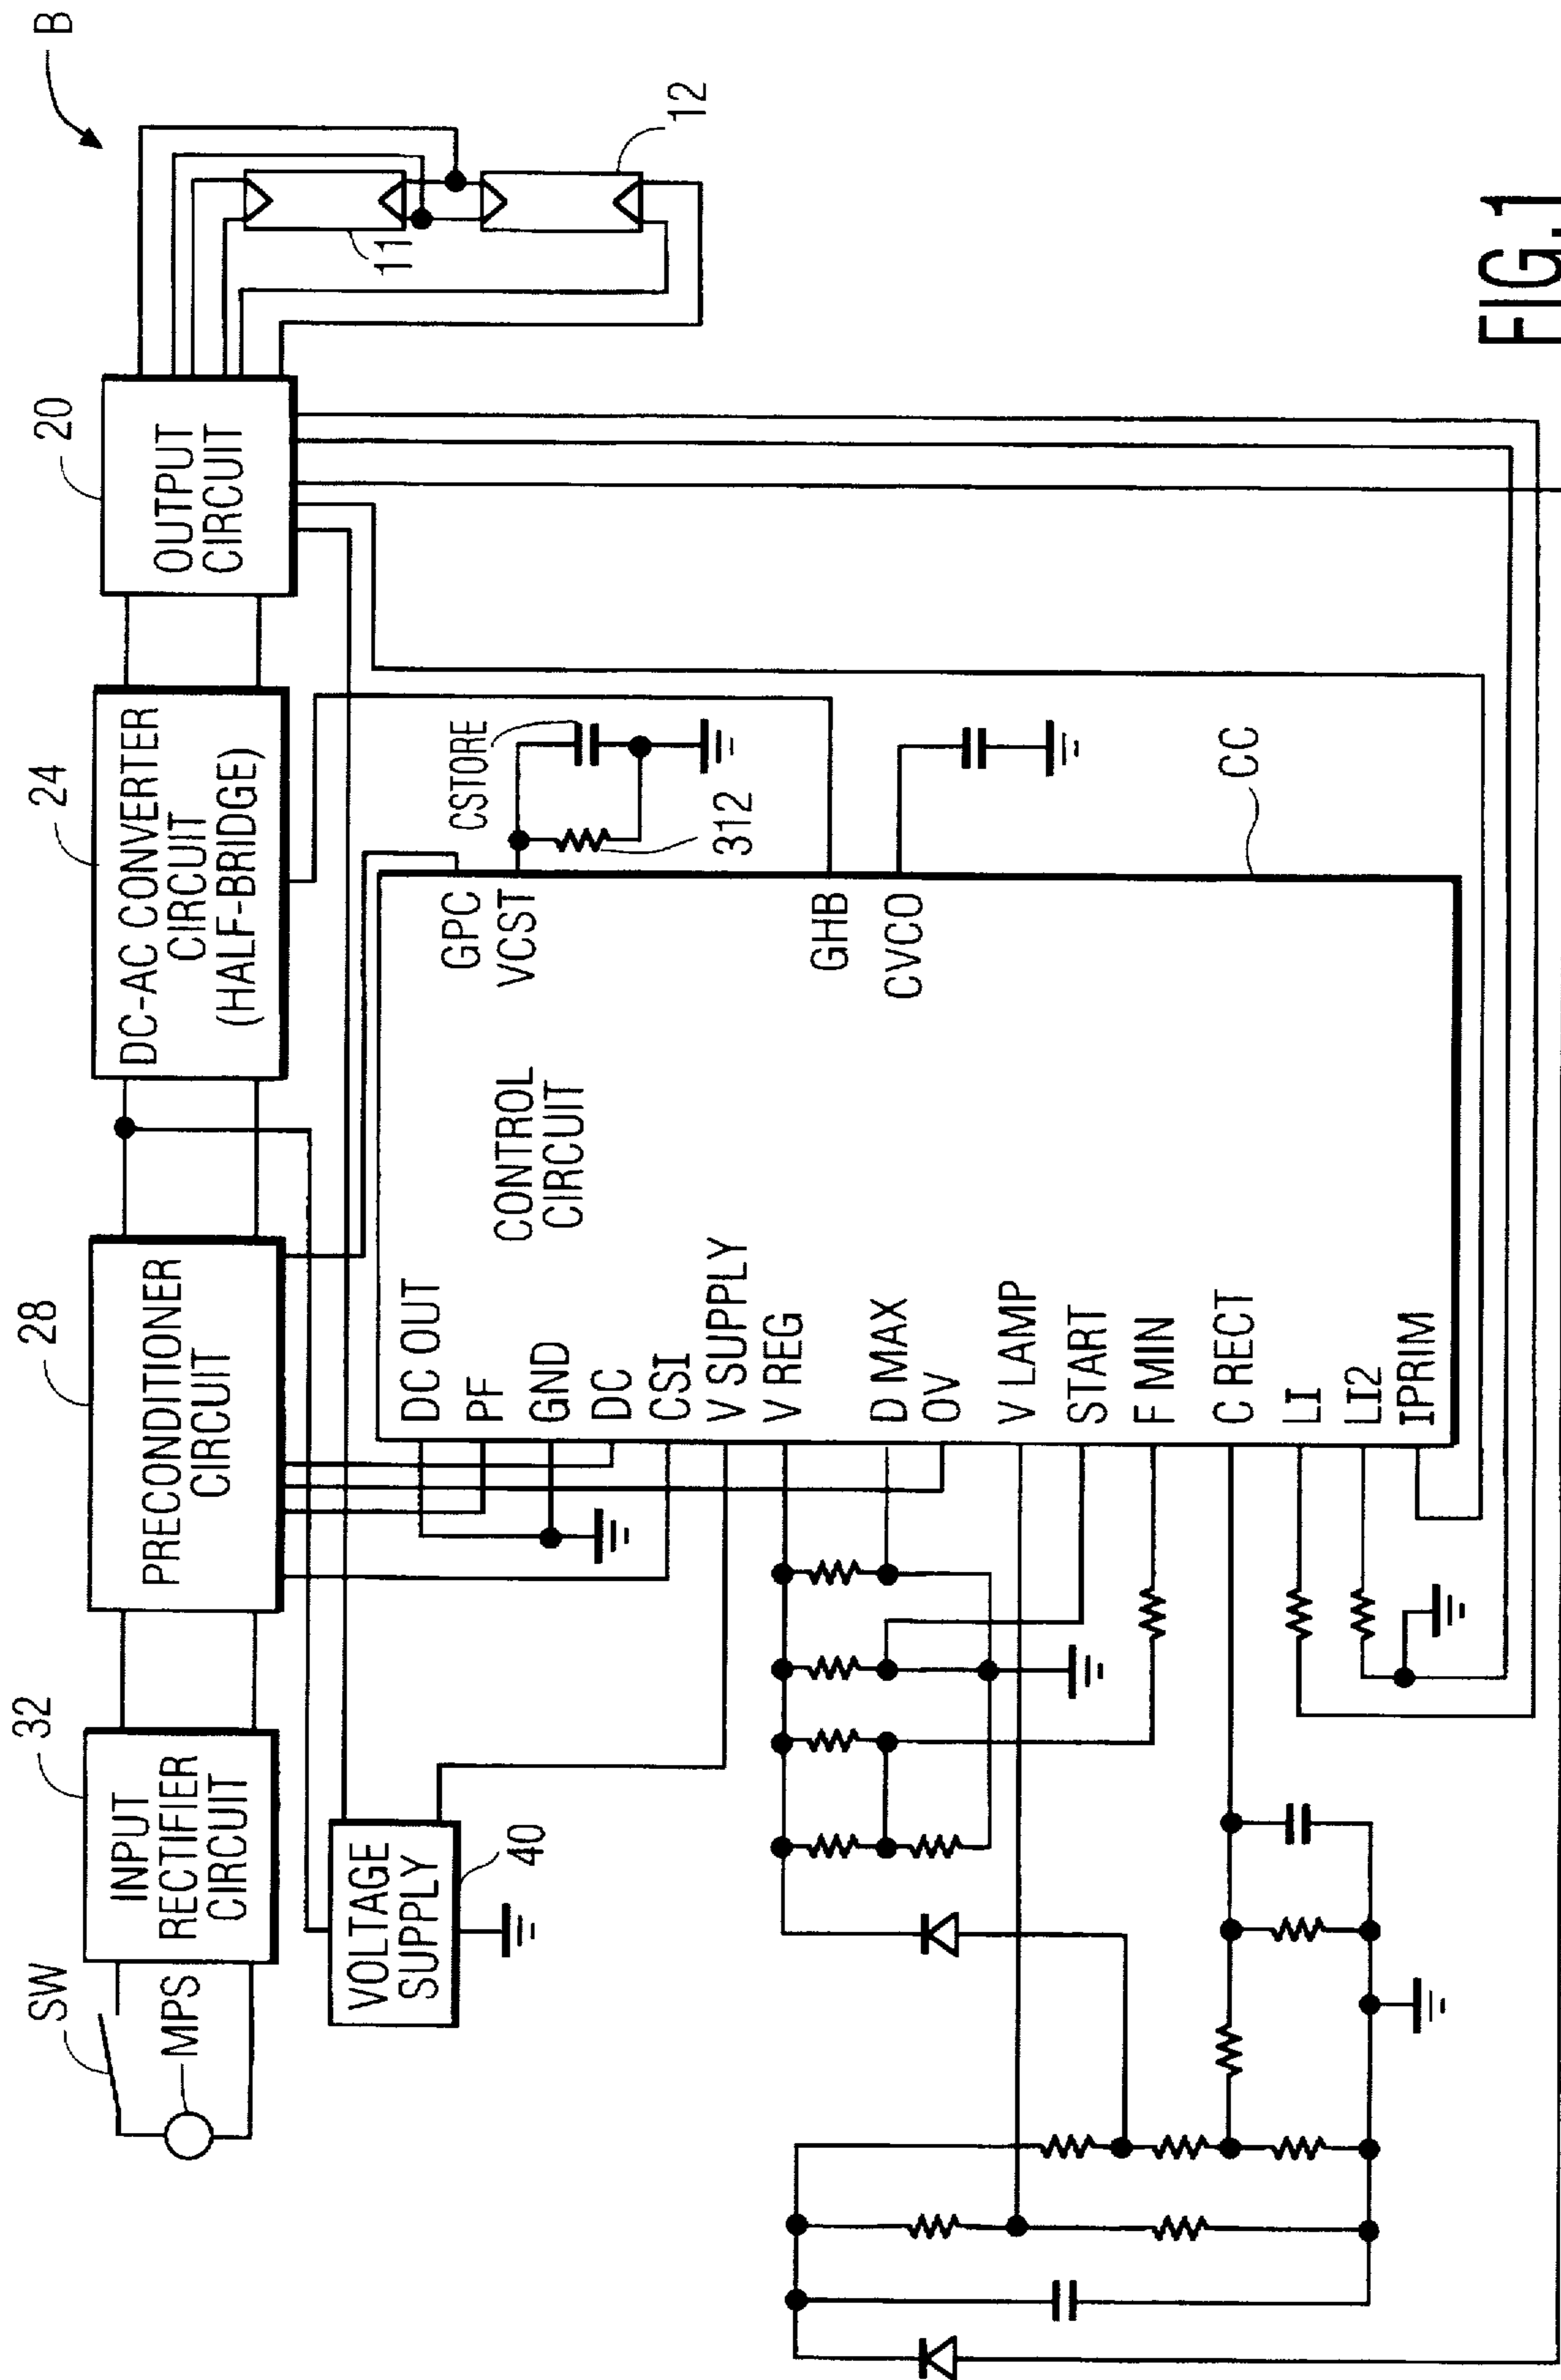 B
32
28
24
20
SW
MPS
INPUT
RECTIFIER
CIRCUIT
PRECONDITIONER
CIRCUIT
DC-AC CONVERTER
CIRCUIT
(HALF-BRIDGE)
OUTPUT
CIRCUIT
11
12
VOLTAGE
SUPPLY
40
CONTROL
CIRCUIT
DC OUT
PF
GND
DC
CSI
V SUPPLY
V REG
D MAX
OV
V LAMP
START
F MIN
C RECT
LI
LI2
IPRIM
GPC
VCST
GHB
CVCO
CSTORE
312
CC
FIG.1